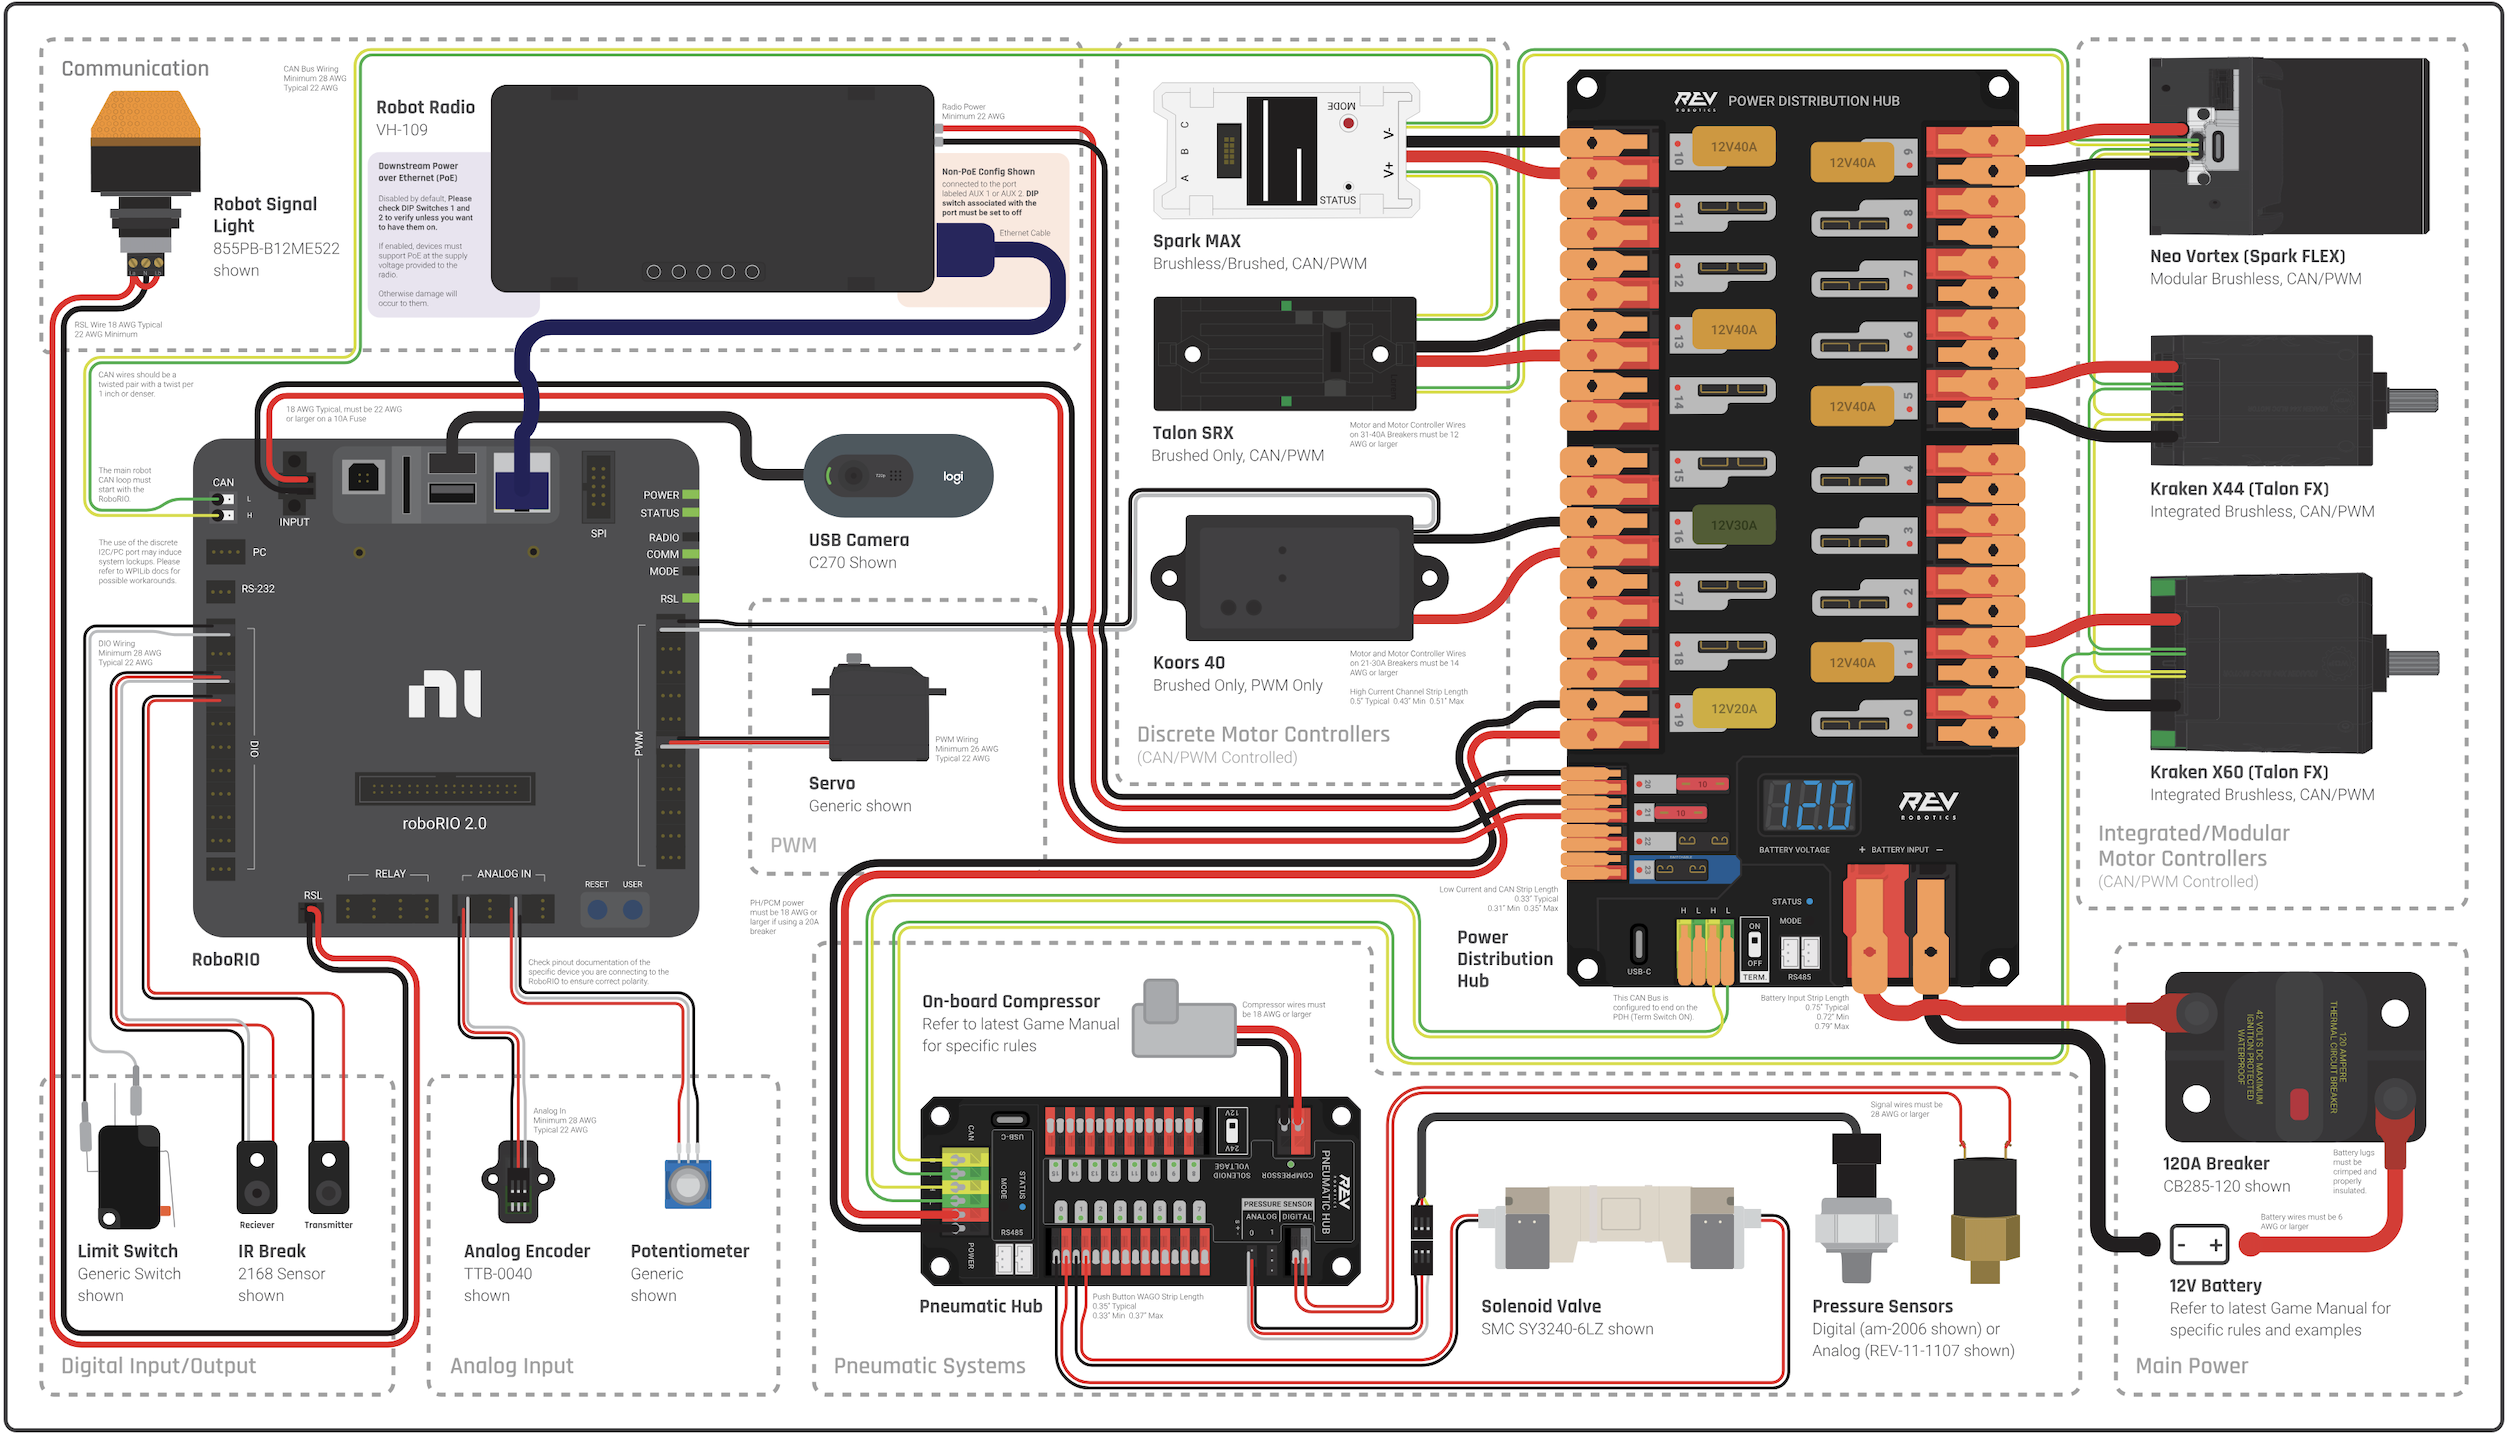 Communication
CAN Bus Wiring
Minimum 28 AWG
Typical 22 AWG
Robot Signal
Light
855PB-B12ME522
shown
RSL Wire 18 AWG Typical
22 AWG Minimum
Robot Radio
VH-109
Downstream Power
over Ethernet (PoE)
Disabled by default, Please
check DIP Switches 1 and
2 to verify unless you want
to have them on.
If enabled, devices must
support PoE at the supply
voltage provided to the
radio.
Otherwise damage will
occur to them.
Radio Power
Minimum 22 AWG
Non-PoE Config Shown
connected to the port
labeled AUX 1 or AUX 2. DIP
switch associated with the
port must be set to off
Ethernet Cable
CAN wires should be a
twisted pair with a twist per
1 inch or denser.
18 AWG Typical, must be 22 AWG
or larger on a 10A Fuse
The main robot
CAN loop must
start with the
RoboRIO.
The use of the discrete
I2C/PC port may induce
system lockups. Please
refer to WPILib docs for
possible workarounds.
DIO Wiring
Minimum 28 AWG
Typical 22 AWG
CAN
L
H
INPUT
PC
RS-232
DIO
SPI
POWER
STATUS
RADIO
COMM
MODE
RSL
PWM
roboRIO 2.0
RELAY
ANALOG IN
RSL
RESET
USER
RoboRIO
Check pinout documentation of the
specific device you are connecting to the
RoboRIO to ensure correct polarity.
logi
USB Camera
C270 Shown
Servo
Generic shown
PWM Wiring
Minimum 26 AWG
Typical 22 AWG
PWM
PH/PCM power
must be 18 AWG or
larger if using a 20A
breaker
A B C
MODE
STATUS
V-
V+
Spark MAX
Brushless/Brushed, CAN/PWM
Talon SRX
Brushed Only, CAN/PWM
Motor and Motor Controller Wires
on 31-40A Breakers must be 12
AWG or larger
Koors 40
Brushed Only, PWM Only
Motor and Motor Controller Wires
on 21-30A Breakers must be 14
AWG or larger
High Current Channel Strip Length
0.5" Typical 0.43" Min 0.51" Max
Discrete Motor Controllers
(CAN/PWM Controlled)
REV
ROBOTICS
POWER DISTRIBUTION HUB
10
12V40A
12V40A
9
11
8
12
7
13
12V40A
6
14
12V40A
5
15
4
16
12V30A
3
17
2
18
12V40A
1
19
12V20A
0
20
10
21
10
22
23
12.0
BATTERY VOLTAGE
REV
ROBOTICS
+ BATTERY INPUT −
STATUS
MODE
H L H L
ON
OFF
TERM.
RS485
USB-C
Low Current and CAN Strip Length
0.33" Typical
0.31" Min 0.35" Max
Power
Distribution
Hub
This CAN Bus is
configured to end on the
PDH (Term Switch ON).
Battery Input Strip Length
0.75" Typical
0.72" Min
0.79" Max
Neo Vortex (Spark FLEX)
Modular Brushless, CAN/PWM
Kraken X44 (Talon FX)
Integrated Brushless, CAN/PWM
Kraken X60 (Talon FX)
Integrated Brushless, CAN/PWM
Integrated/Modular
Motor Controllers
(CAN/PWM Controlled)
120 AMPERE
THERMAL CIRCUIT BREAKER
42 VOLTS DC MAXIMUM
IGNITION PROTECTED
WATERPROOF
120A Breaker
CB285-120 shown
Battery lugs
must be
crimped and
properly
insulated.
Battery wires must be 6
AWG or larger
- +
12V Battery
Refer to latest Game Manual for
specific rules and examples
Main Power
Limit Switch
Generic Switch
shown
Reciever
Transmitter
IR Break
2168 Sensor
shown
Digital Input/Output
Analog In
Minimum 28 AWG
Typical 22 AWG
Analog Encoder
TTB-0040
shown
Potentiometer
Generic
shown
Analog Input
On-board Compressor
Refer to latest Game Manual
for specific rules
Compressor wires must
be 18 AWG or larger
CAN
USB-C
STATUS
MODE
RS485
POWER
12V
24V
SOLENOID
VOLTAGE
COMPRESSOR
15 14 13 12 11 10 9 8
0 1 2 3 4 5 6 7
PRESSURE SENSOR
ANALOG
DIGITAL
0 1
REV
ROBOTICS
PNEUMATIC HUB
Pneumatic Hub
Push Button WAGO Strip Length
0.35" Typical
0.33" Min 0.37" Max
Solenoid Valve
SMC SY3240-6LZ shown
Signal wires must be
28 AWG or larger
Pressure Sensors
Digital (am-2006 shown) or
Analog (REV-11-1107 shown)
Pneumatic Systems